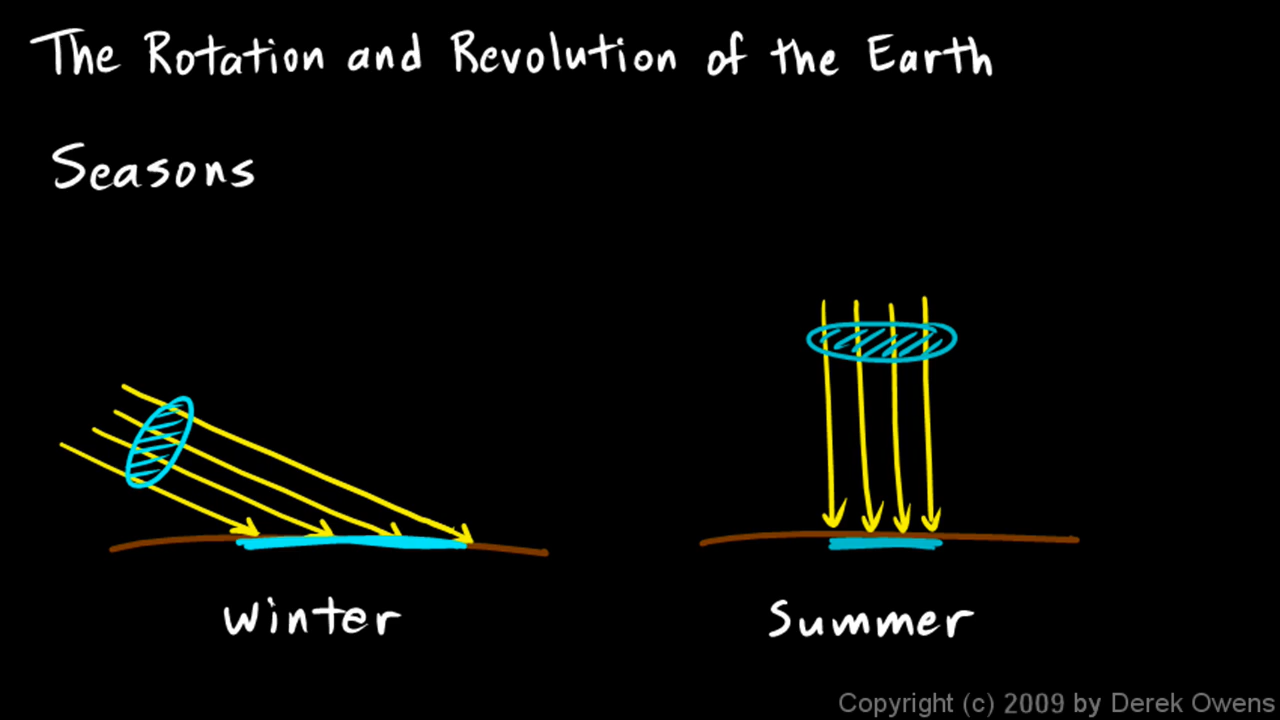 The Rotation and Revolution of the Earth
Seasons
Winter
Summer
Copyright (c) 2009 by Derek Owens